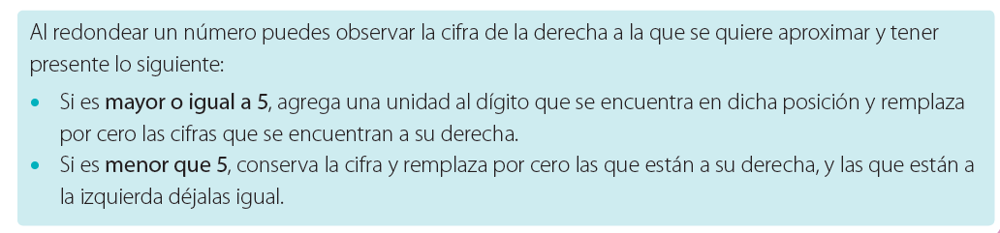 Al redondear un número puedes observar la cifra de la derecha a la que se quiere aproximar y tener
presente lo siguiente:
• Si es mayor o igual a 5, agrega una unidad al dígito que se encuentra en dicha posición y remplaza
por cero las cifras que se encuentran a su derecha.
• Si es menor que 5, conserva la cifra y remplaza por cero las que están a su derecha, y las que están a
la izquierda déjalas igual.